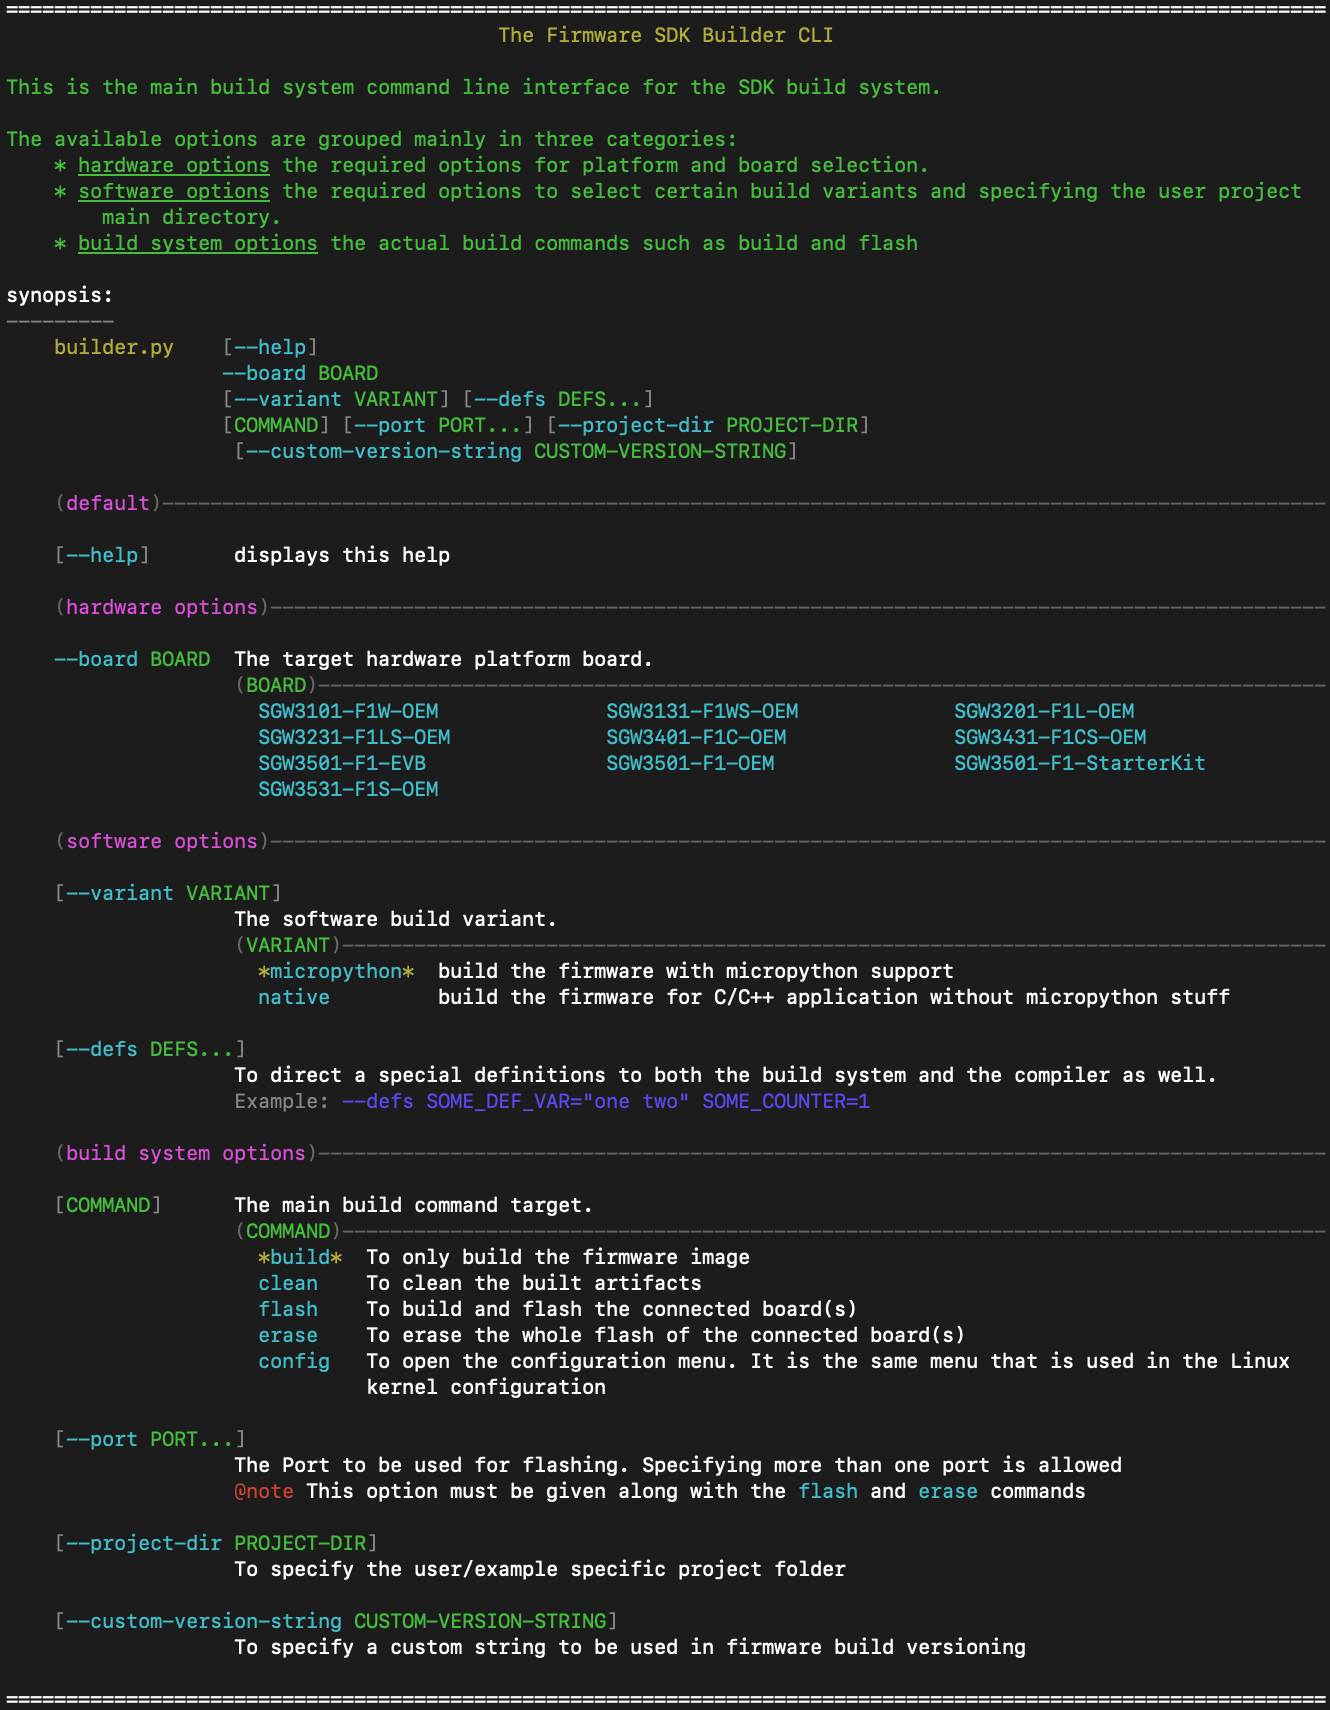 The Firmware SDK Builder CLI
This is the main build system command line interface for the SDK build system.
The available options are grouped mainly in three categories:
* hardware options the required options for platform and board selection.
* software options the required options to select certain build variants and specifying the user project
main directory.
* build system options the actual build commands such as build and flash
synopsis:
---------
builder.py [--help]
--board BOARD
[--variant VARIANT] [--defs DEFS...]
[COMMAND] [--port PORT...] [--project-dir PROJECT-DIR]
[--custom-version-string CUSTOM-VERSION-STRING]
(default)
[--help] displays this help
(hardware options)
--board BOARD The target hardware platform board.
(BOARD)
SGW3101-F1W-OEM SGW3131-F1WS-OEM SGW3201-F1L-OEM
SGW3231-F1LS-OEM SGW3401-F1C-OEM SGW3431-F1CS-OEM
SGW3501-F1-EVB SGW3501-F1-OEM SGW3501-F1-StarterKit
SGW3531-F1S-OEM
(software options)
[--variant VARIANT]
The software build variant.
(VARIANT)
*micropython* build the firmware with micropython support
native build the firmware for C/C++ application without micropython stuff
[--defs DEFS...]
To direct a special definitions to both the build system and the compiler as well.
Example: --defs SOME_DEF_VAR="one two" SOME_COUNTER=1
(build system options)
[COMMAND] The main build command target.
(COMMAND)
*build* To only build the firmware image
clean To clean the built artifacts
flash To build and flash the connected board(s)
erase To erase the whole flash of the connected board(s)
config To open the configuration menu. It is the same menu that is used in the Linux
kernel configuration
[--port PORT...]
The Port to be used for flashing. Specifying more than one port is allowed
@note This option must be given along with the flash and erase commands
[--project-dir PROJECT-DIR]
To specify the user/example specific project folder
[--custom-version-string CUSTOM-VERSION-STRING]
To specify a custom string to be used in firmware build versioning